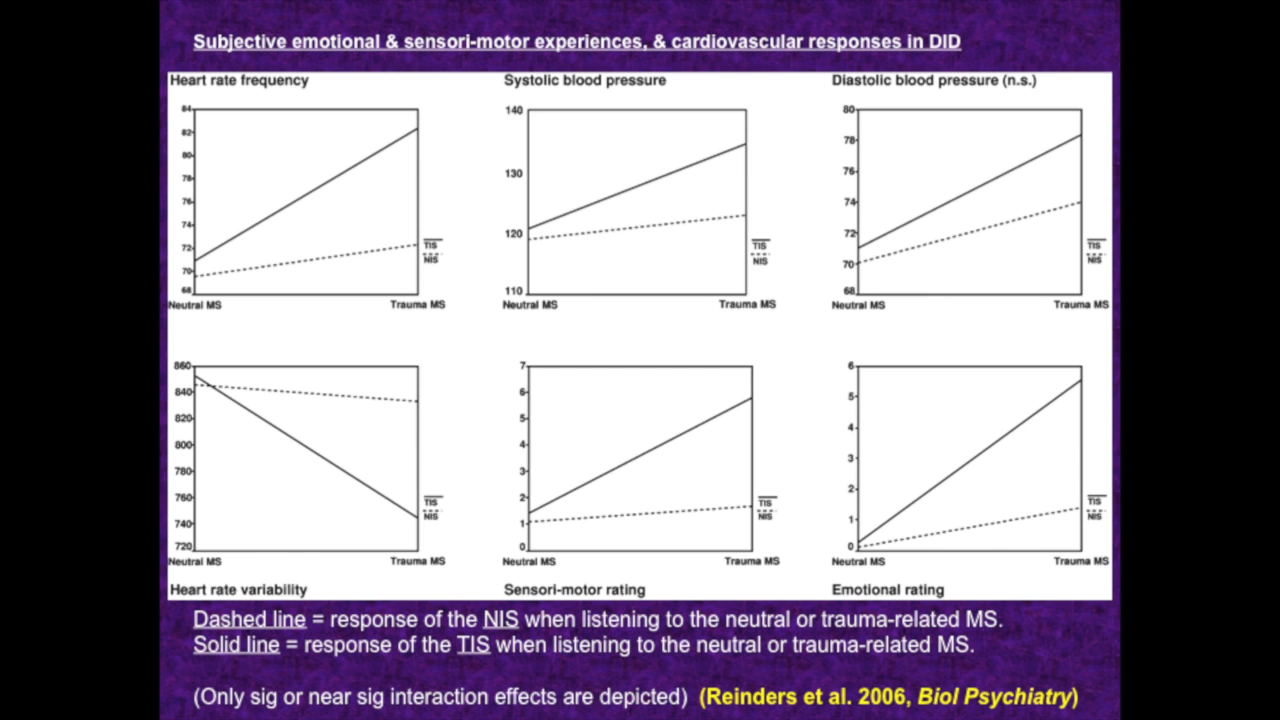 Subjective emotional & sensori-motor experiences, & cardiovascular responses in DID
Heart rate frequency
84
82
80
78
76
74
72
70
68
TIS
NIS
Neutral MS
Trauma MS
Systolic blood pressure
140
130
120
110
TIS
NIS
Neutral MS
Trauma MS
Diastolic blood pressure (n.s.)
80
78
76
74
72
70
68
TIS
NIS
Neutral MS
Trauma MS
860
840
820
800
780
760
740
720
TIS
NIS
Neutral MS
Trauma MS
Heart rate variability
7
6
5
4
3
2
1
0
TIS
NIS
Neutral MS
Trauma MS
Sensori-motor rating
6
5
4
3
2
1
0
TIS
NIS
Neutral MS
Trauma MS
Emotional rating
Dashed line = response of the NIS when listening to the neutral or trauma-related MS.
Solid line = response of the TIS when listening to the neutral or trauma-related MS.
(Only sig or near sig interaction effects are depicted) (Reinders et al. 2006, Biol Psychiatry)